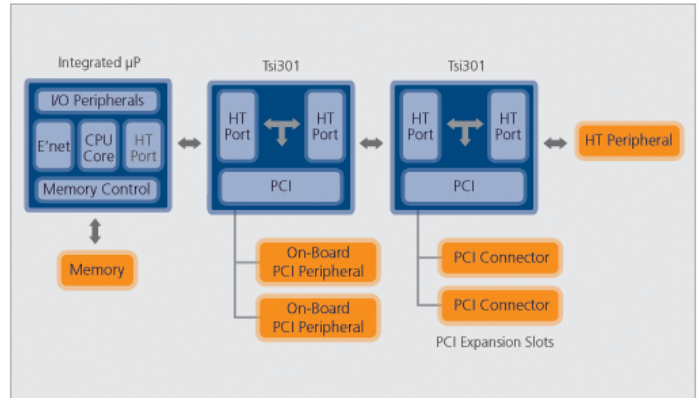 Integrated µP
Tsi301
Tsi301
I/O Peripherals
E'net
CPU
Core
HT
Port
Memory Control
HT
Port
HT
Port
PCI
HT
Port
HT
Port
PCI
HT Peripheral
Memory
On-Board
PCI Peripheral
On-Board
PCI Peripheral
PCI Connector
PCI Connector
PCI Expansion Slots